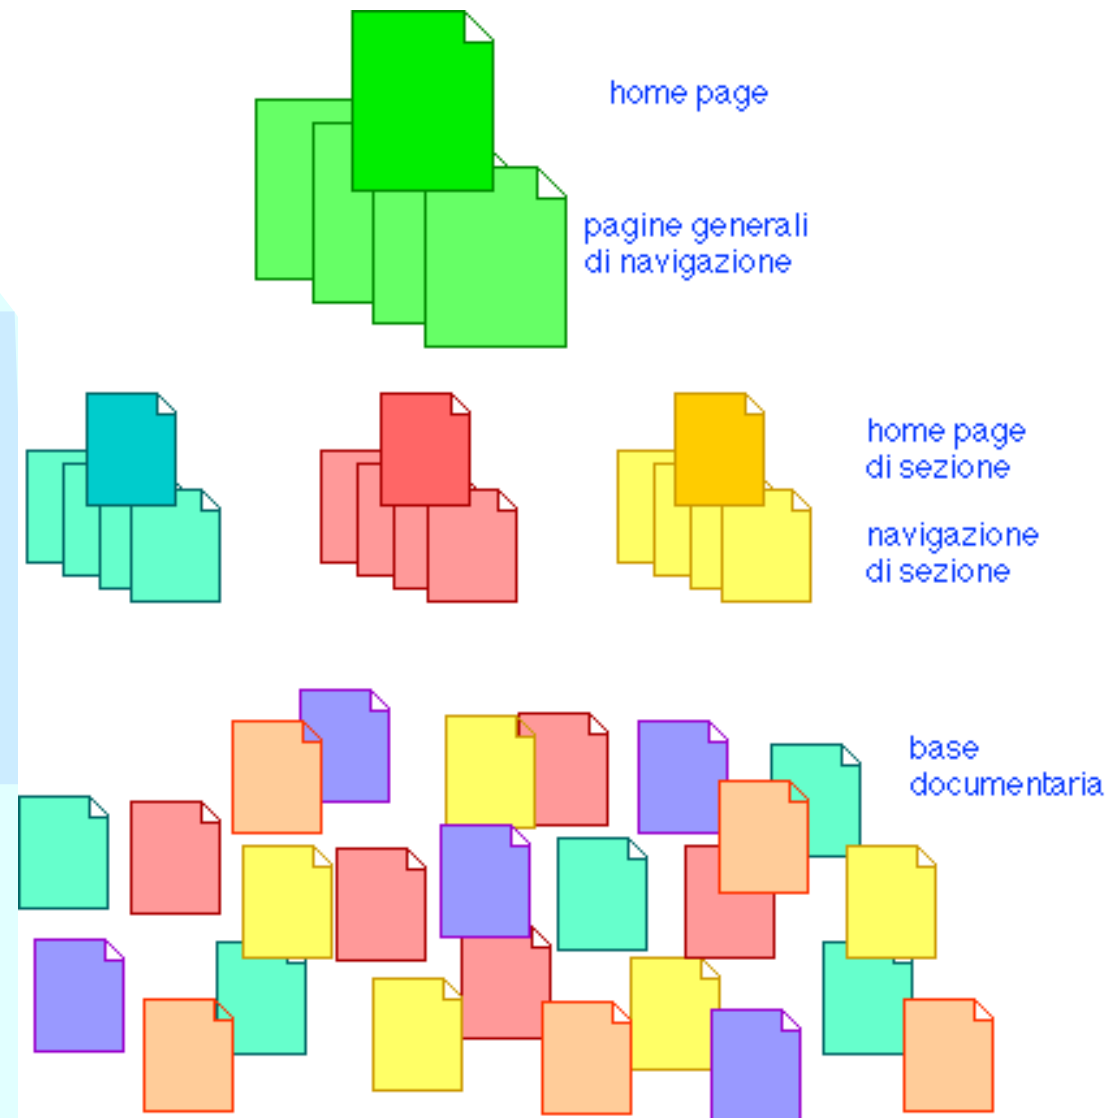 home page
pagine generali
di navigazione
home page
di sezione
navigazione
di sezione
base
documentaria